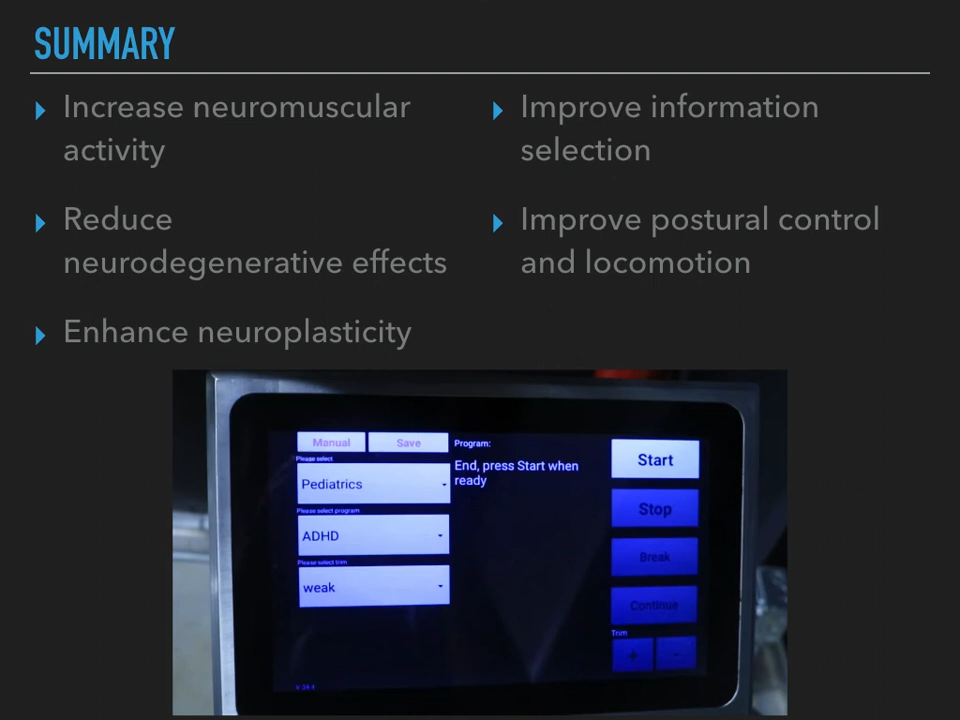 SUMMARY
Increase neuromuscular
activity
Reduce
neurodegenerative effects
Enhance neuroplasticity
Improve information
selection
Improve postural control
and locomotion
Manual
Save
Please select
Pediatrics
Please select program
ADHD
Please select trim
weak
Program:
End, press Start when
ready
Start
Stop
Break
Continue
Trim
+
-